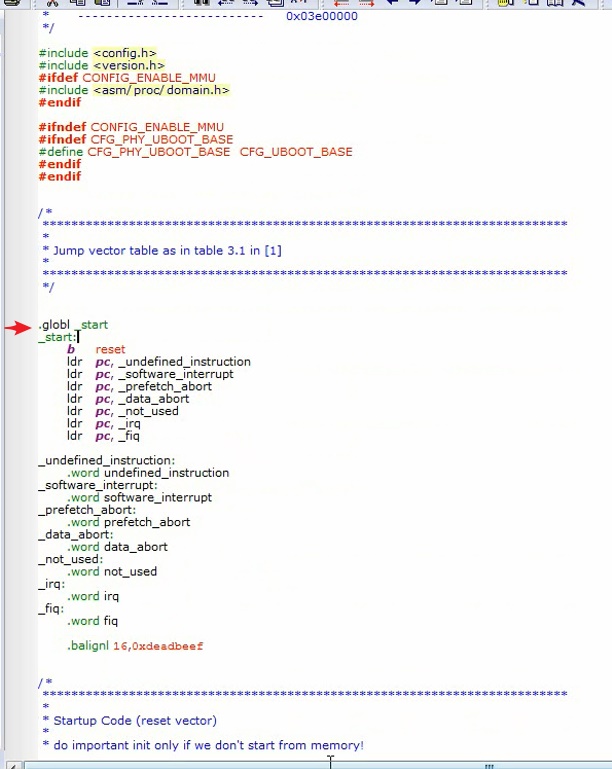 * -------------------------- 0x03e00000
*/
#include <config.h>
#include <version.h>
#ifdef CONFIG_ENABLE_MMU
#include <asm/proc/domain.h>
#endif
#ifndef CONFIG_ENABLE_MMU
#ifndef CFG_PHY_UBOOT_BASE
#define CFG_PHY_UBOOT_BASE CFG_UBOOT_BASE
#endif
#endif
/*
*************************************************************************
*
* Jump vector table as in table 3.1 in [1]
*
*************************************************************************
*/
.globl _start
_start:
b reset
ldr pc, _undefined_instruction
ldr pc, _software_interrupt
ldr pc, _prefetch_abort
ldr pc, _data_abort
ldr pc, _not_used
ldr pc, _irq
ldr pc, _fiq
_undefined_instruction:
.word undefined_instruction
_software_interrupt:
.word software_interrupt
_prefetch_abort:
.word prefetch_abort
_data_abort:
.word data_abort
_not_used:
.word not_used
_irq:
.word irq
_fiq:
.word fiq
.balignl 16,0xdeadbeef
/*
*************************************************************************
*
* Startup Code (reset vector)
*
* do important init only if we don't start from memory!